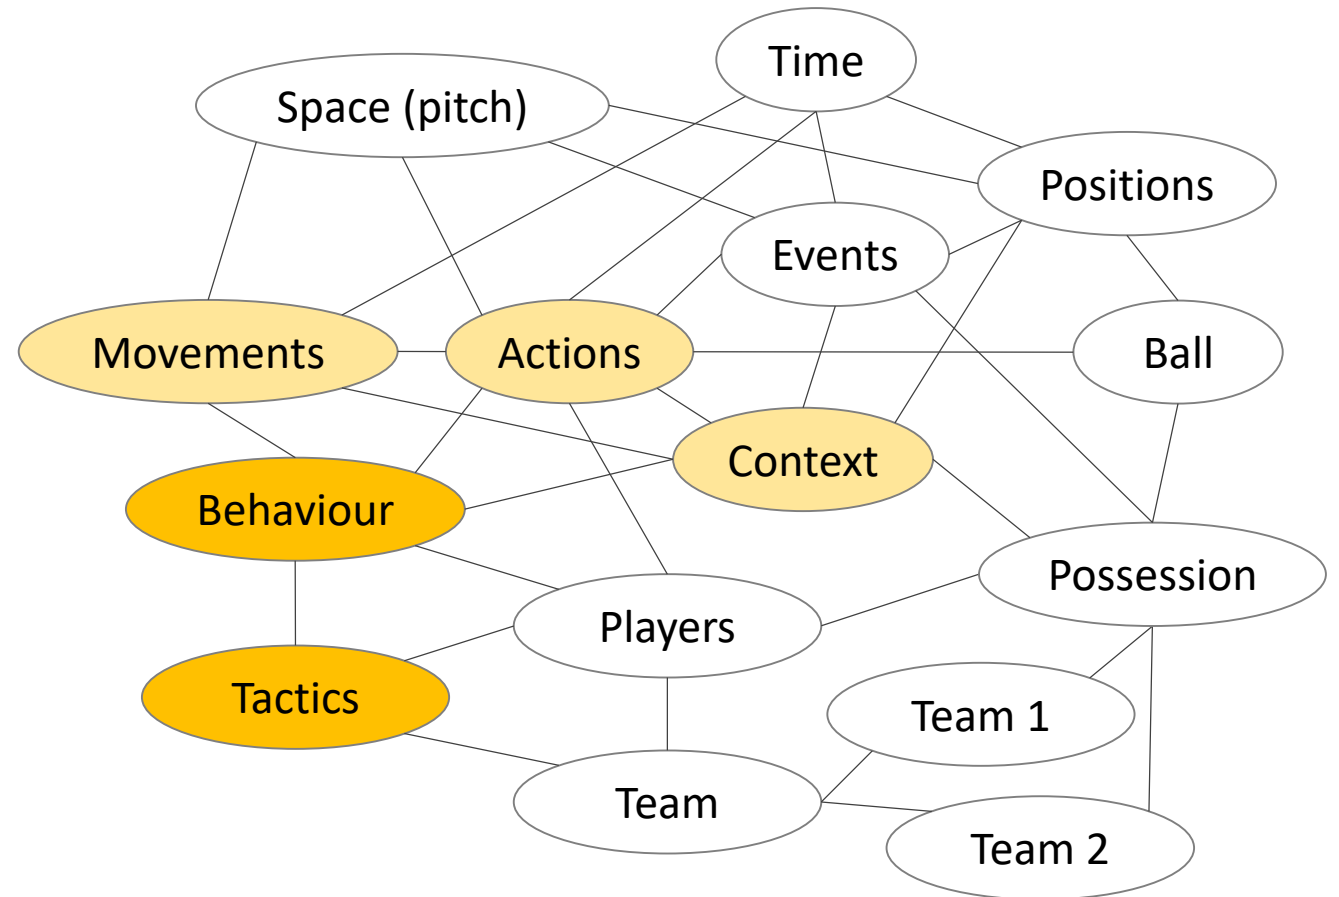 Time
Space (pitch)
Positions
Events
Movements
Actions
Ball
Context
Behaviour
Possession
Players
Tactics
Team 1
Team
Team 2